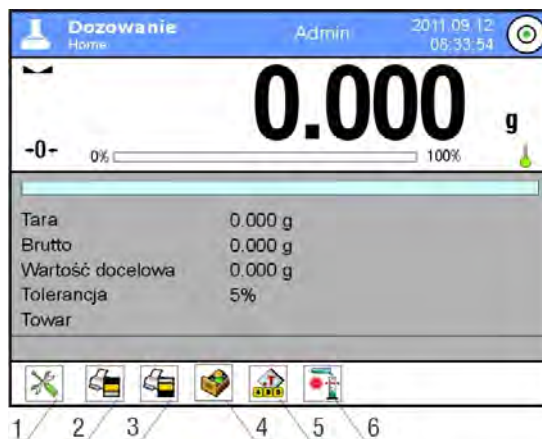 Dozowanie Admin 2011.09.12
Home 06:33:54
0.000 g
→0← 0% 100%
Tara 0.000 g
Brutto 0.000 g
Wartość docelowa 0.000 g
Tolerancja 5%
Towar
1 2 3 4 5 6